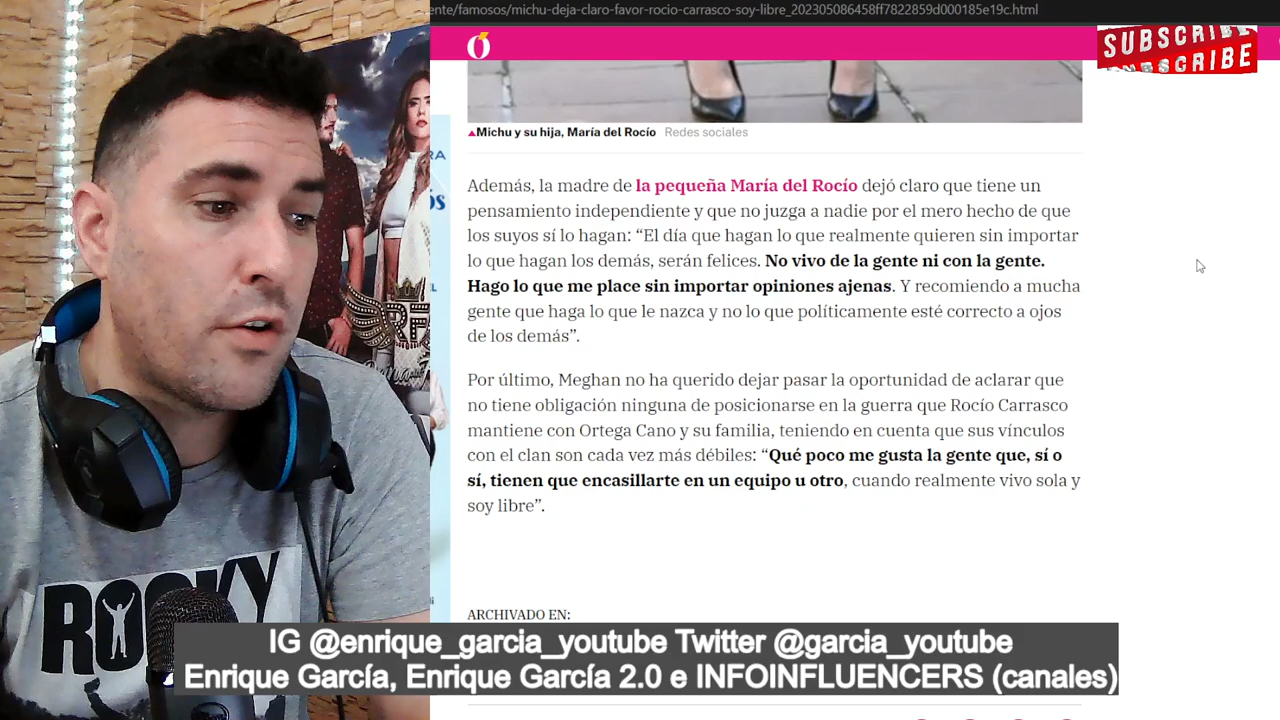 ente/famosos/michu-deja-claro-favor-rocio-carrasco-soy-libre_202305086458ff7822859d000185e19c.html
SUBSCRIBE
SUBSCRIBE
Michu y su hija, María del Rocío Redes sociales
Además, la madre de la pequeña María del Rocío dejó claro que tiene un
pensamiento independiente y que no juzga a nadie por el mero hecho de que
los suyos sí lo hagan: “El día que hagan lo que realmente quieren sin importar
lo que hagan los demás, serán felices. No vivo de la gente ni con la gente.
Hago lo que me place sin importar opiniones ajenas. Y recomiendo a mucha
gente que haga lo que le nazca y no lo que políticamente esté correcto a ojos
de los demás”.
Por último, Meghan no ha querido dejar pasar la oportunidad de aclarar que
no tiene obligación ninguna de posicionarse en la guerra que Rocío Carrasco
mantiene con Ortega Cano y su familia, teniendo en cuenta que sus vínculos
con el clan son cada vez más débiles: “Qué poco me gusta la gente que, sí o
sí, tienen que encasillarte en un equipo u otro, cuando realmente vivo sola y
soy libre”.
ARCHIVADO EN:
ROCKY
IG @enrique_garcia_youtube Twitter @garcia_youtube
Enrique García, Enrique García 2.0 e INFOINFLUENCERS (canales)